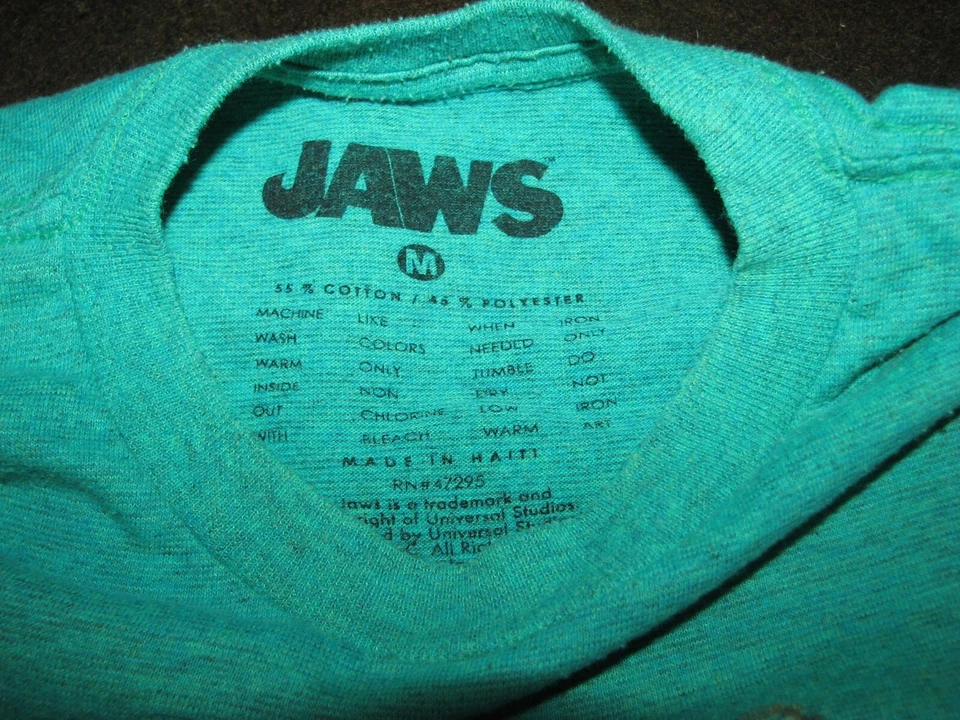 JAWS™
M
55 % COTTON / 45 % POLYESTER
MACHINE LIKE WHEN IRON
WASH COLORS NEEDED ONLY
WARM ONLY TUMBLE DO
INSIDE NON DRY NOT
OUT CHLORINE LOW IRON
WITH BLEACH WARM ART
MADE IN HAITI
RN#47295
Jaws is a trademark and
right of Universal Studios
d by Universal
C. All